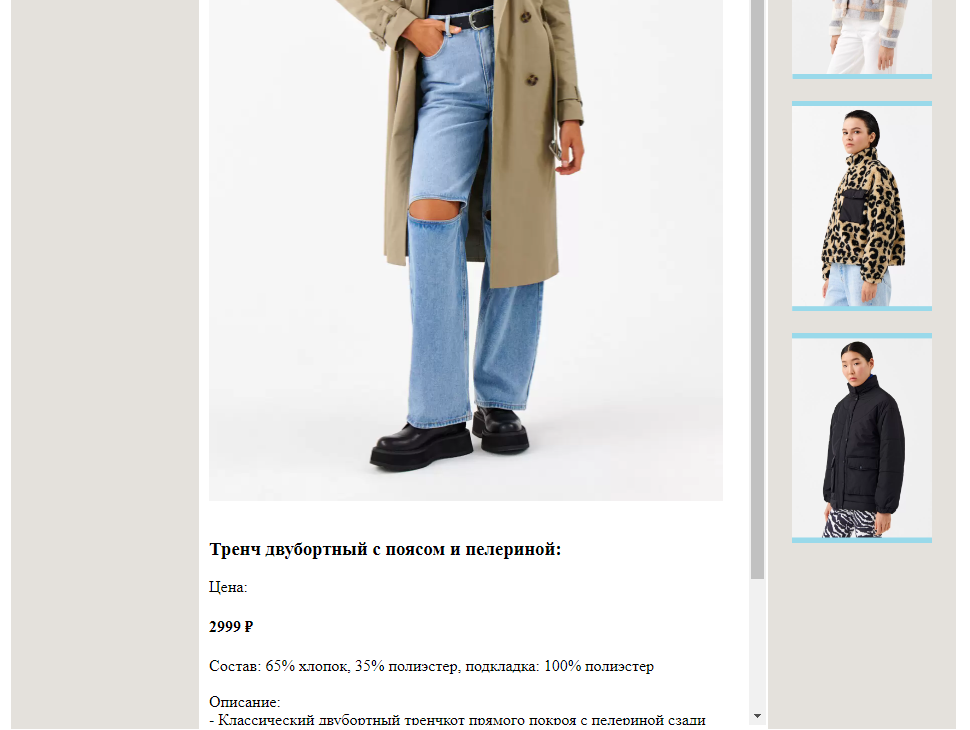 Тренч двубортный с поясом и пелериной:
Цена:
2999 ₽
Состав: 65% хлопок, 35% полиэстер, подкладка: 100% полиэстер
Описание:
- Классический двубортный тренчкот прямого покроя с пелериной сзади